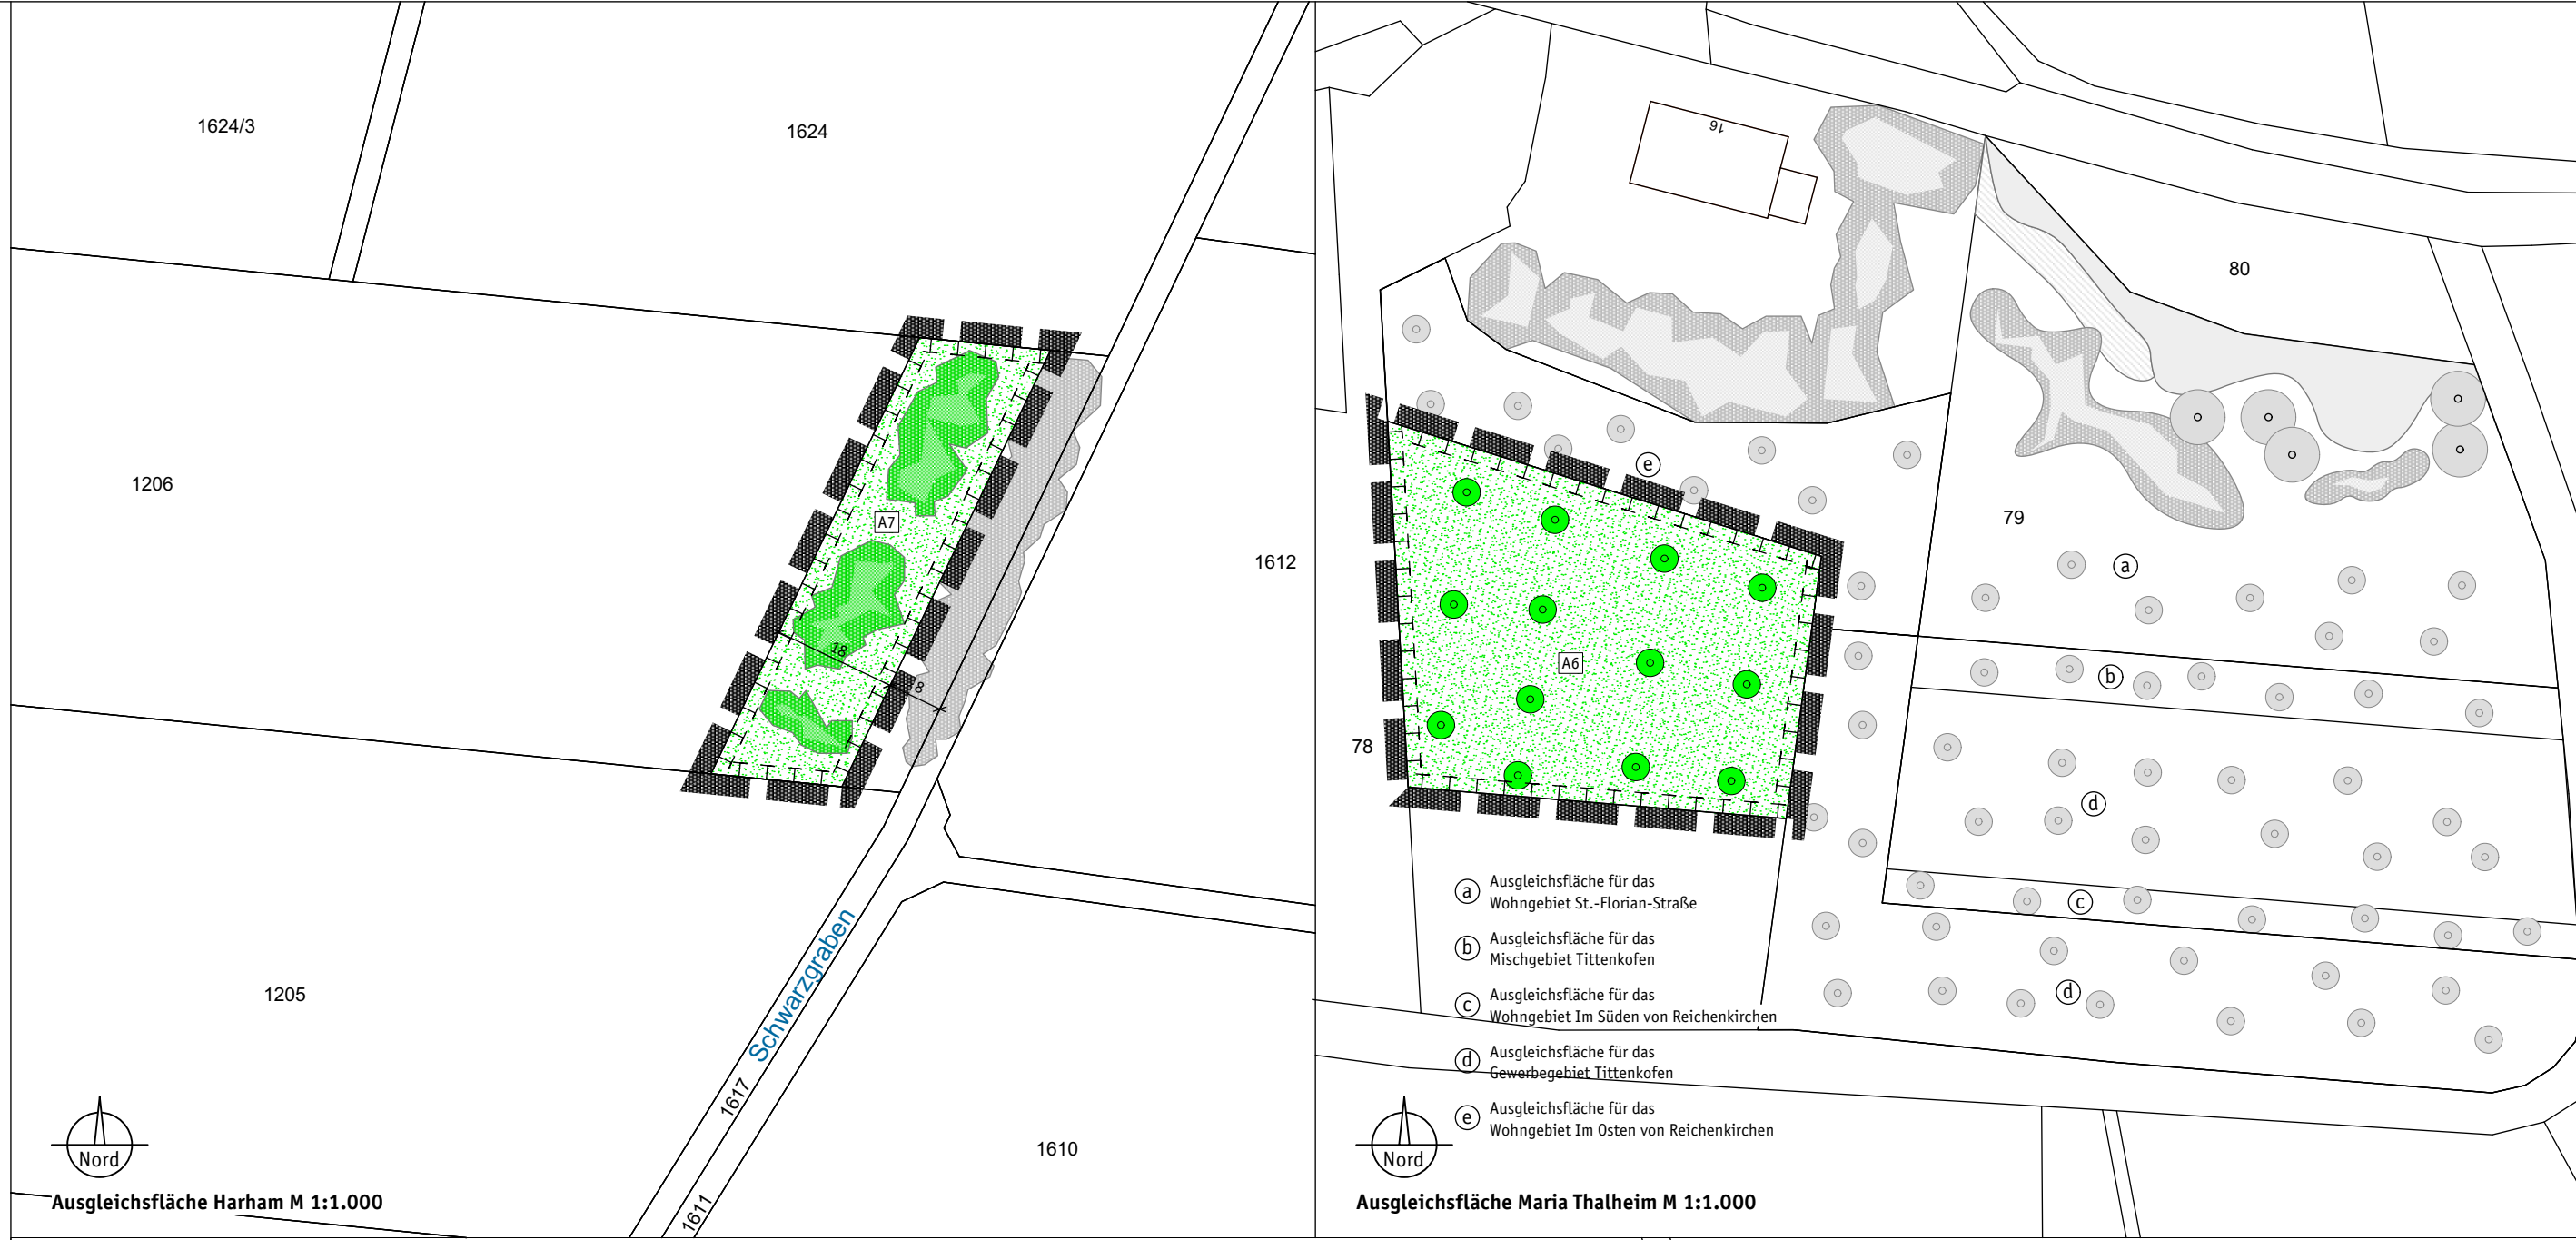 1624/3
1624
1206
A7
18
8
1612
1205
Schwarzgraben
1617
1611
1610
Nord
Ausgleichsfläche Harham M 1:1.000
16
80
e
79
a
b
A6
78
d
c
d
a Ausgleichsfläche für das
Wohngebiet St.-Florian-Straße
b Ausgleichsfläche für das
Mischgebiet Tittenkofen
c Ausgleichsfläche für das
Wohngebiet Im Süden von Reichenkirchen
d Ausgleichsfläche für das
Gewerbegebiet Tittenkofen
e Ausgleichsfläche für das
Wohngebiet Im Osten von Reichenkirchen
Nord
Ausgleichsfläche Maria Thalheim M 1:1.000